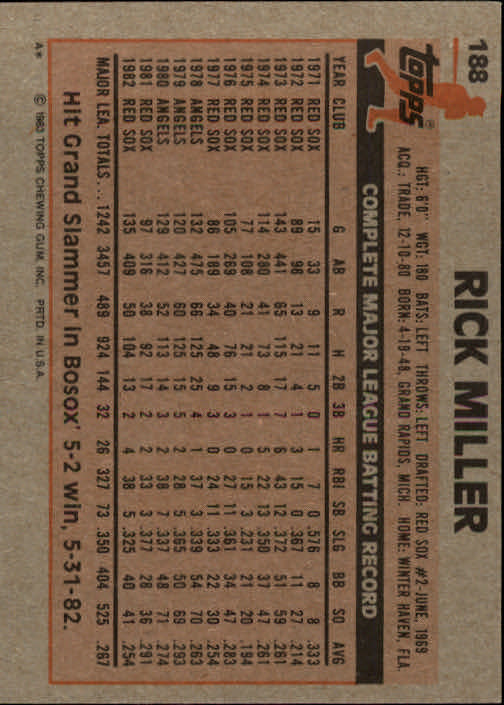 188
topps®
RICK MILLER
HGT: 6'0" WGT: 180 BATS: LEFT THROWS: LEFT DRAFTED: RED SOX #2-JUNE, 1969
ACQ.: TRADE, 12-10-80 BORN: 4-19-48, GRAND RAPIDS, MICH. HOME: WINTER HAVEN, FLA.
COMPLETE MAJOR LEAGUE BATTING RECORD
YEAR CLUB G AB R H 2B 3B HR RBI SB SLG BB SO AVG
1971 RED SOX 15 33 9 11 5 0 1 7 0 .576 8 8 .333
1972 RED SOX 89 98 13 21 4 1 3 15 0 .367 11 27 .214
1973 RED SOX 143 441 65 115 17 7 6 43 12 .372 51 59 .261
1974 RED SOX 114 280 41 73 8 1 5 22 13 .350 37 47 .261
1975 RED SOX 77 108 21 21 2 1 0 15 3 .231 21 20 .194
1976 RED SOX 105 269 40 76 15 3 0 27 11 .361 34 47 .283
1977 RED SOX 86 189 34 48 9 3 0 24 11 .333 22 30 .254
1978 ANGELS 132 475 66 125 25 4 1 37 3 .339 54 70 .263
1979 ANGELS 120 427 60 125 15 5 2 28 5 .365 50 69 .293
1980 ANGELS 129 412 52 113 14 3 2 38 7 .337 48 71 .274
1981 RED SOX 97 316 38 92 17 2 2 33 3 .377 28 36 .291
1982 RED SOX 135 409 50 104 13 2 4 38 5 .325 40 41 .254
MAJOR LEA. TOTALS... 1242 3457 489 924 144 32 26 327 73 .350 404 525 .267
Hit Grand Slammer in Bosox' 5-2 win, 5-31-82.
A* © 1983 TOPPS CHEWING GUM, INC. PRTD. IN U.S.A.